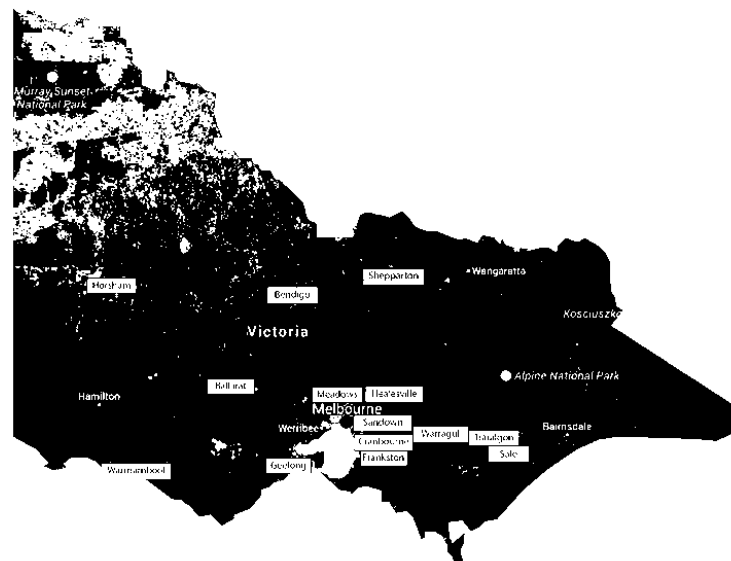 Murray Sunset
National Park
Horsham
Bendigo
Shepparton
Wangaratta
Victoria
Kosciuszko
Hamilton
Ballarat
Meadows
Healesville
Alpine National Park
Melbourne
Werribee
Sandown
Cranbourne
Warragul
Traralgon
Bairnsdale
Warrnambool
Geelong
Frankston
Sale